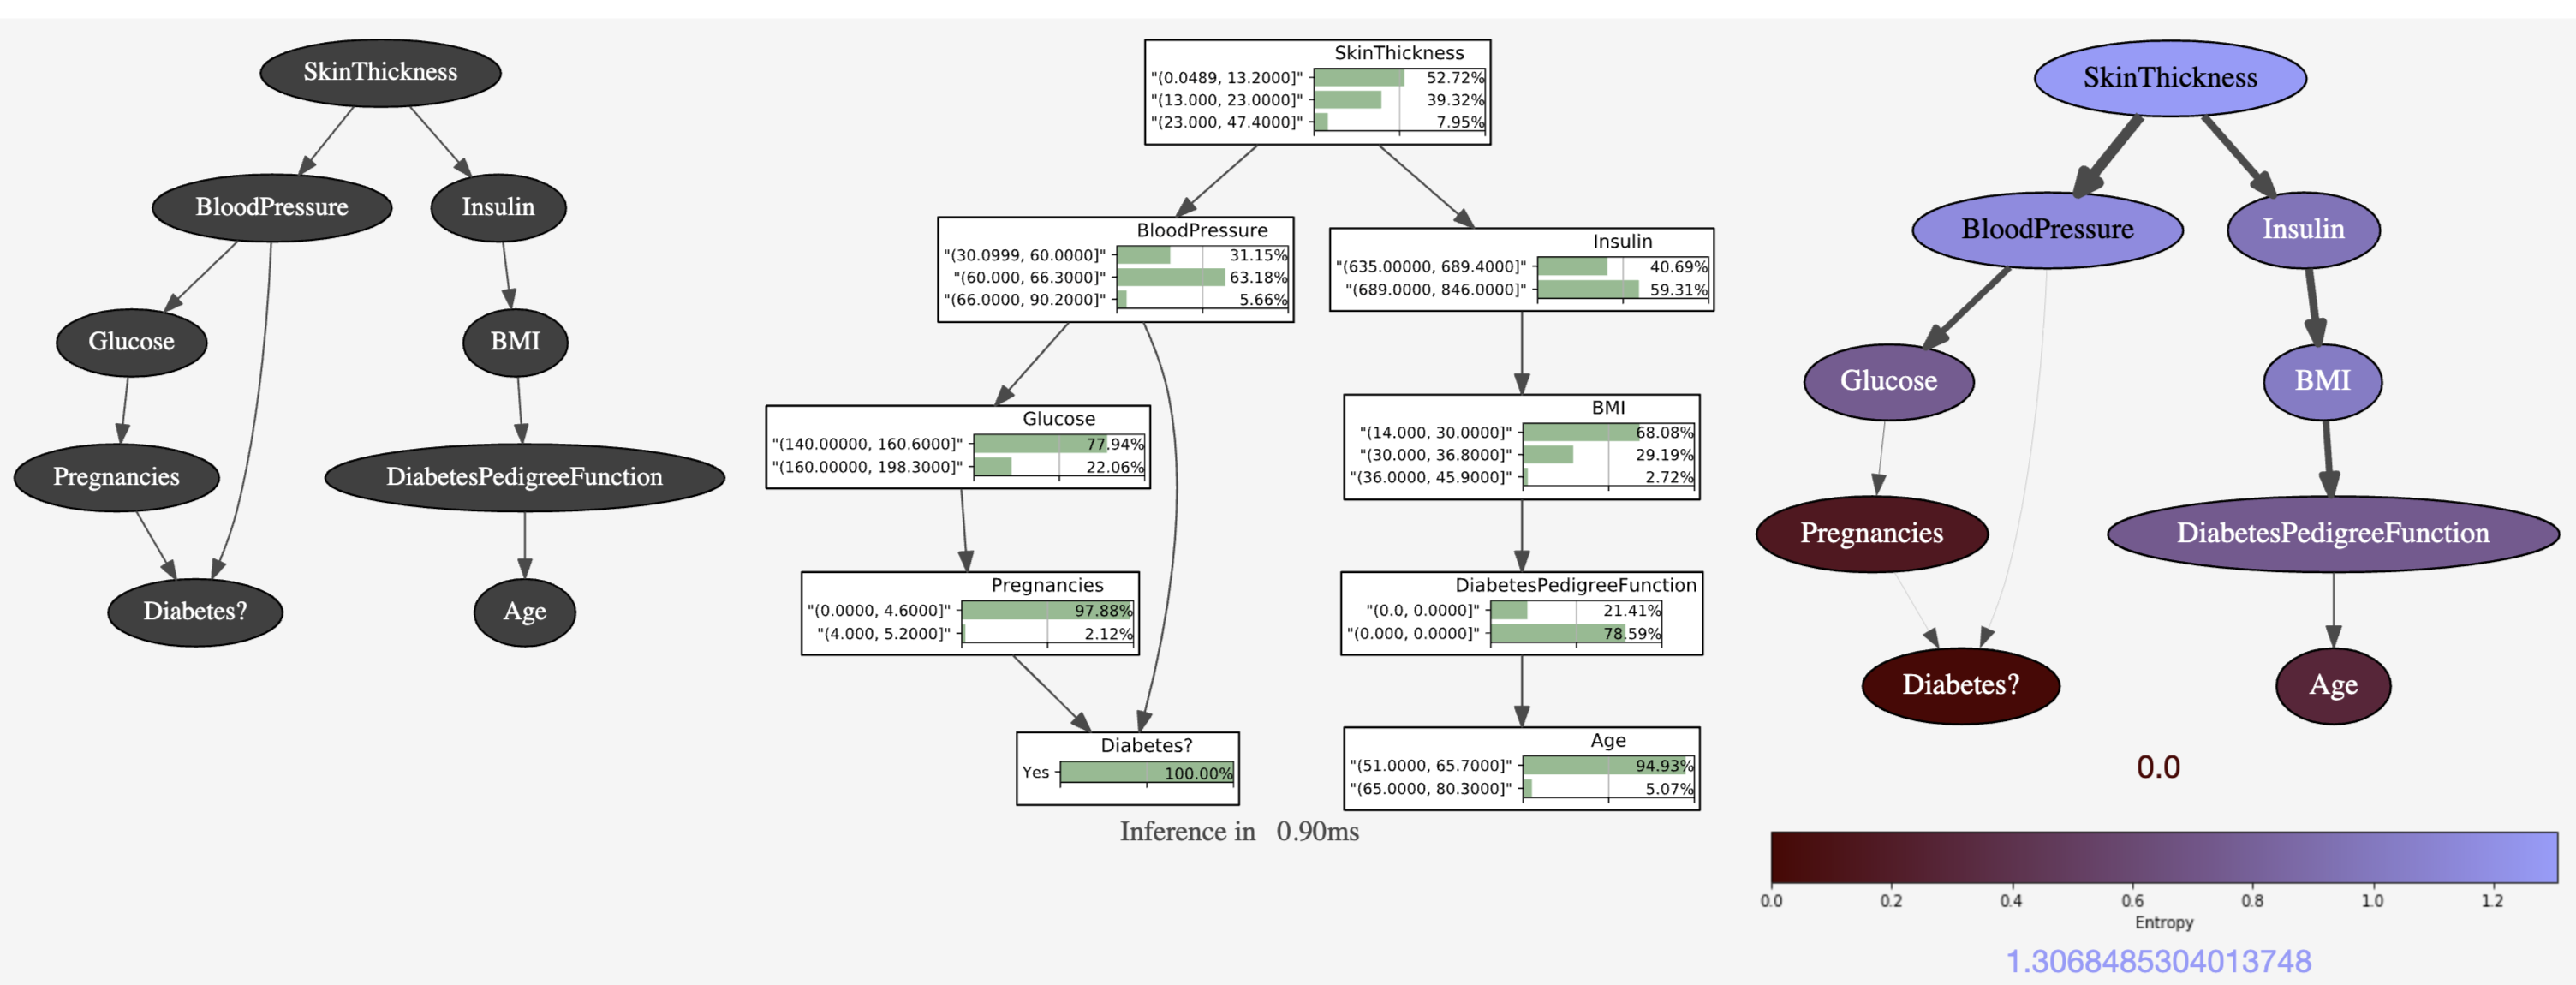 SkinThickness
BloodPressure
Insulin
Glucose
BMI
Pregnancies
DiabetesPedigreeFunction
Diabetes?
Age
SkinThickness
"(0.0489, 13.2000]" 52.72%
"(13.000, 23.0000]" 39.32%
"(23.000, 47.4000]" 7.95%
BloodPressure
"(30.0999, 60.0000]" 31.15%
"(60.000, 66.3000]" 63.18%
"(66.0000, 90.2000]" 5.66%
Insulin
"(635.00000, 689.4000]" 40.69%
"(689.0000, 846.0000]" 59.31%
Glucose
"(140.00000, 160.6000]" 77.94%
"(160.00000, 198.3000]" 22.06%
BMI
"(14.000, 30.0000]" 68.08%
"(30.000, 36.8000]" 29.19%
"(36.0000, 45.9000]" 2.72%
Pregnancies
"(0.0000, 4.6000]" 97.88%
"(4.000, 5.2000]" 2.12%
DiabetesPedigreeFunction
"(0.0, 0.0000]" 21.41%
"(0.000, 0.0000]" 78.59%
Diabetes?
Yes 100.00%
Age
"(51.0000, 65.7000]" 94.93%
"(65.0000, 80.3000]" 5.07%
Inference in 0.90ms
SkinThickness
BloodPressure
Insulin
Glucose
BMI
Pregnancies
DiabetesPedigreeFunction
Diabetes?
Age
0.0
0.0 0.2 0.4 0.6 0.8 1.0 1.2
Entropy
1.3068485304013748